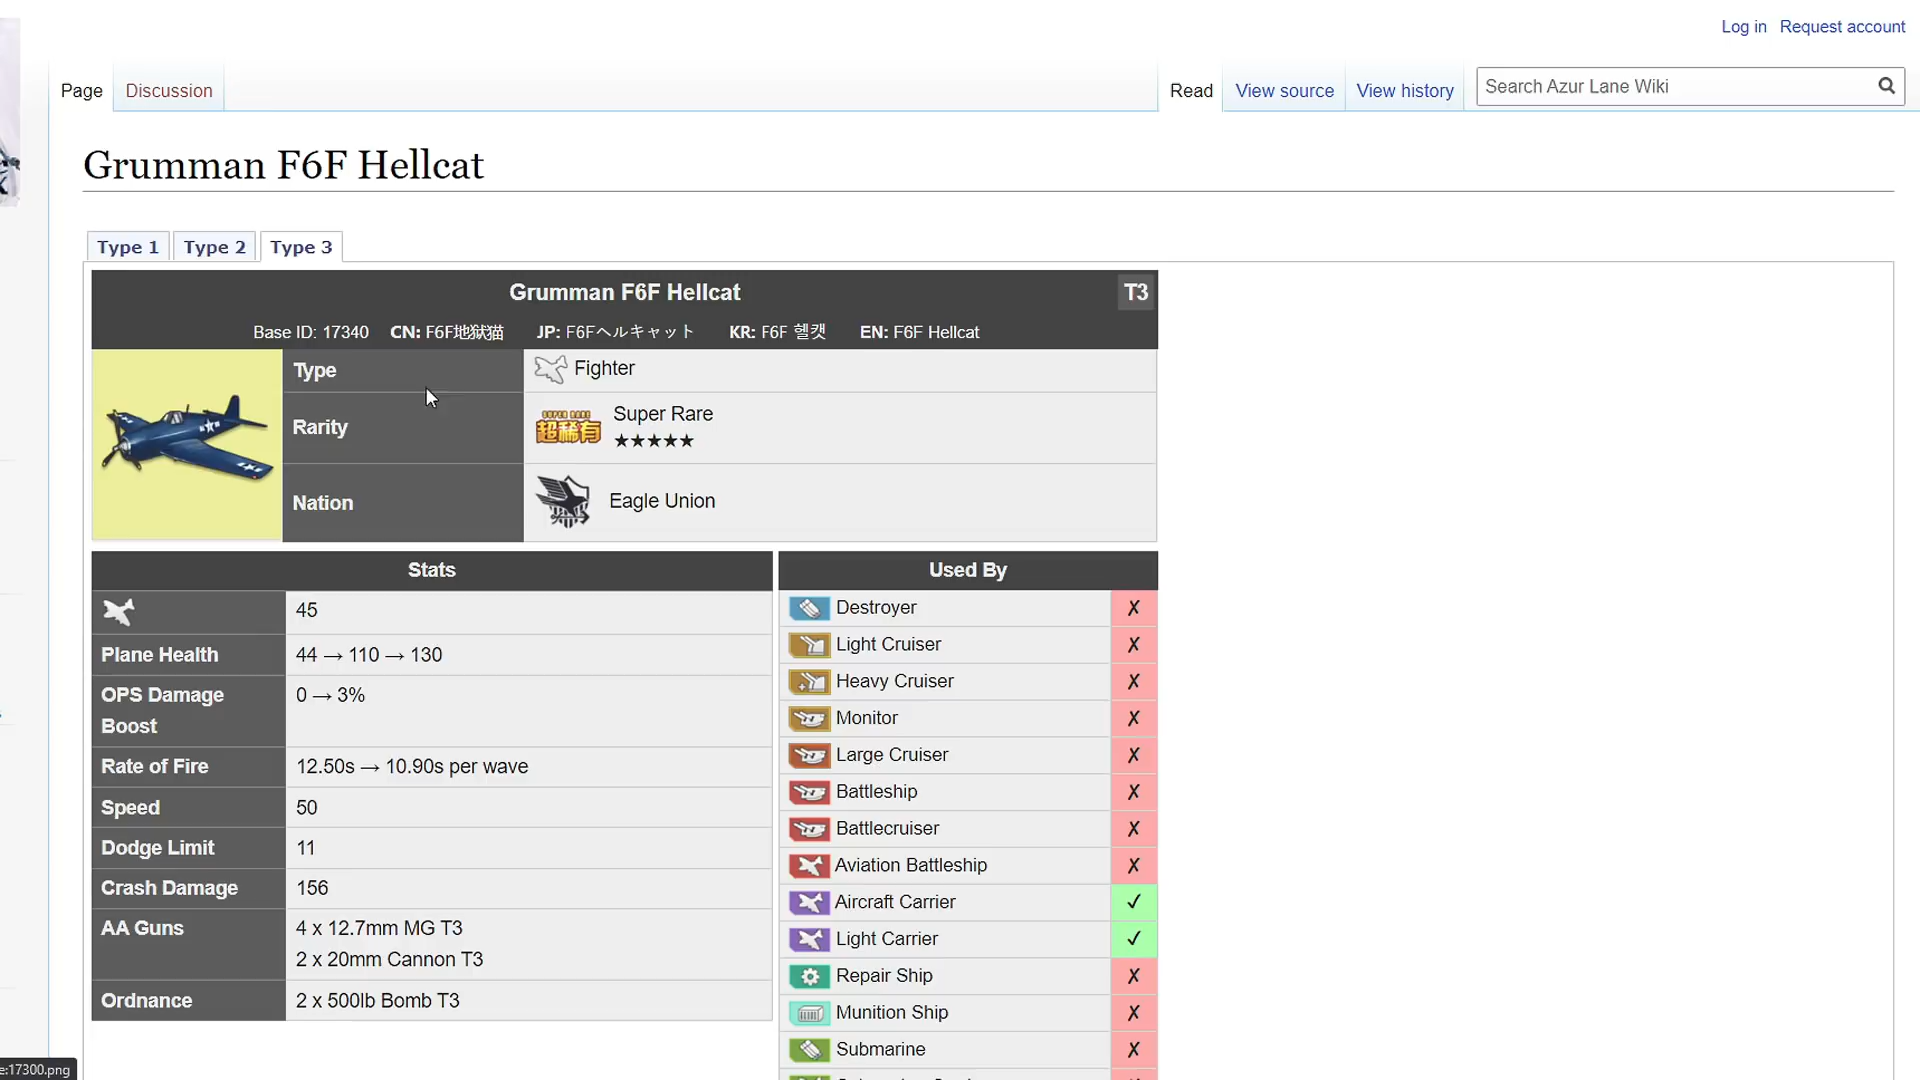 Log in Request account
Page Discussion Read View source View history Search Azur Lane Wiki
Grumman F6F Hellcat
Type 1 Type 2 Type 3
Grumman F6F Hellcat T3
Base ID: 17340 CN: F6F地狱猫 JP: F6Fヘルキャット KR: F6F 헬캣 EN: F6F Hellcat
Type Fighter
Rarity SUPER RARE 超稀有 Super Rare
★★★★★
Nation Eagle Union
Stats
45
Plane Health 44 → 110 → 130
OPS Damage Boost 0 → 3%
Rate of Fire 12.50s → 10.90s per wave
Speed 50
Dodge Limit 11
Crash Damage 156
AA Guns 4 x 12.7mm MG T3
2 x 20mm Cannon T3
Ordnance 2 x 500lb Bomb T3
Used By
Destroyer ✗
Light Cruiser ✗
Heavy Cruiser ✗
Monitor ✗
Large Cruiser ✗
Battleship ✗
Battlecruiser ✗
Aviation Battleship ✗
Aircraft Carrier ✓
Light Carrier ✓
Repair Ship ✗
Munition Ship ✗
Submarine ✗
e:17300.png